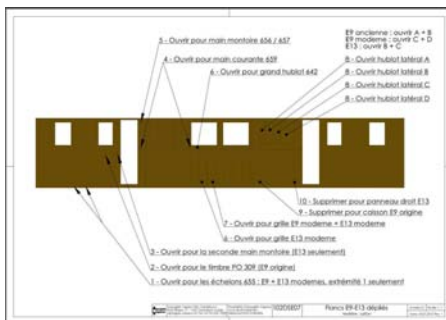 E9 ancienne : ouvrir A + B
E9 moderne : ouvrir C + D
E13 : ouvrir B + C
5 - Ouvrir pour main montoire 656 / 657
4 - Ouvrir pour main courante 659
6 - Ouvrir pour grand hublot 642
8 - Ouvrir hublot latéral A
8 - Ouvrir hublot latéral B
8 - Ouvrir hublot latéral C
8 - Ouvrir hublot latéral D
10 - Supprimer pour panneau droit E13
9 - Supprimer pour caisson E9 origine
7 - Ouvrir pour grille E9 moderne + E13 moderne
6 - Ouvrir pour grille E13 moderne
3 - Ouvrir pour la seconde main montoire (E13 seulement)
2 - Ouvrir pour le timbre PO 309 (E9 origine)
1 - Ouvrir pour les échelons 655 : E9 + E13 modernes, extrémité 1 seulement
Flancs E9-E13 dépliés